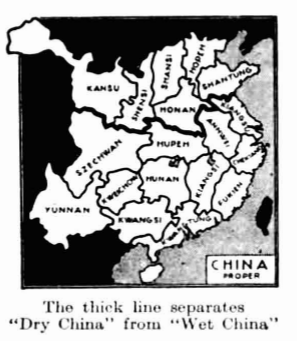 HOPEH
SHANSI
KANSU
SHENSI
SHANTUNG
HONAN
KIANGSU
ANHWEI
SZECHWAN
HUPEH
CHEKIANG
KWEICHOW
HUNAN
KIANGSI
FUKIEN
YUNNAN
KWANGSI
KWANGTUNG
CHINA
PROPER
The thick line separates
“Dry China” from “Wet China”